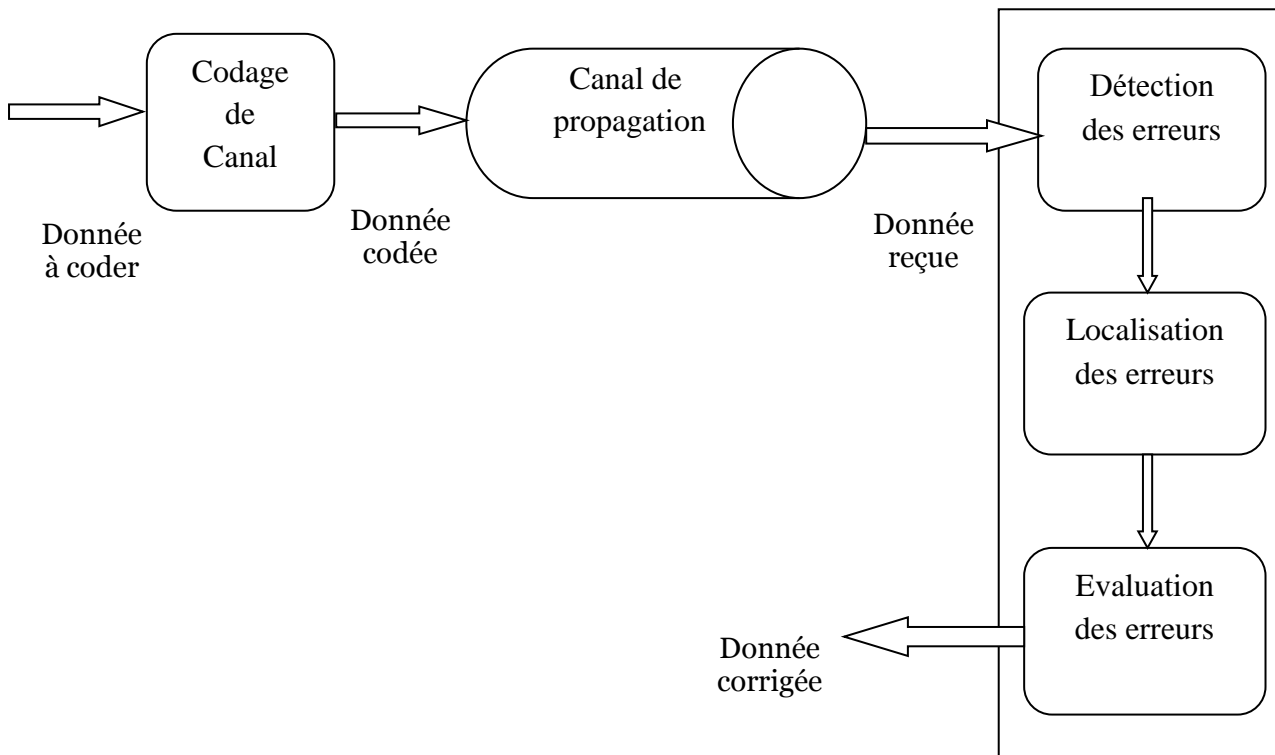 Codage
de
Canal
Canal de
propagation
Détection
des erreurs
Donnée
à coder
Donnée
codée
Donnée
reçue
Localisation
des erreurs
Evaluation
des erreurs
Donnée
corrigée